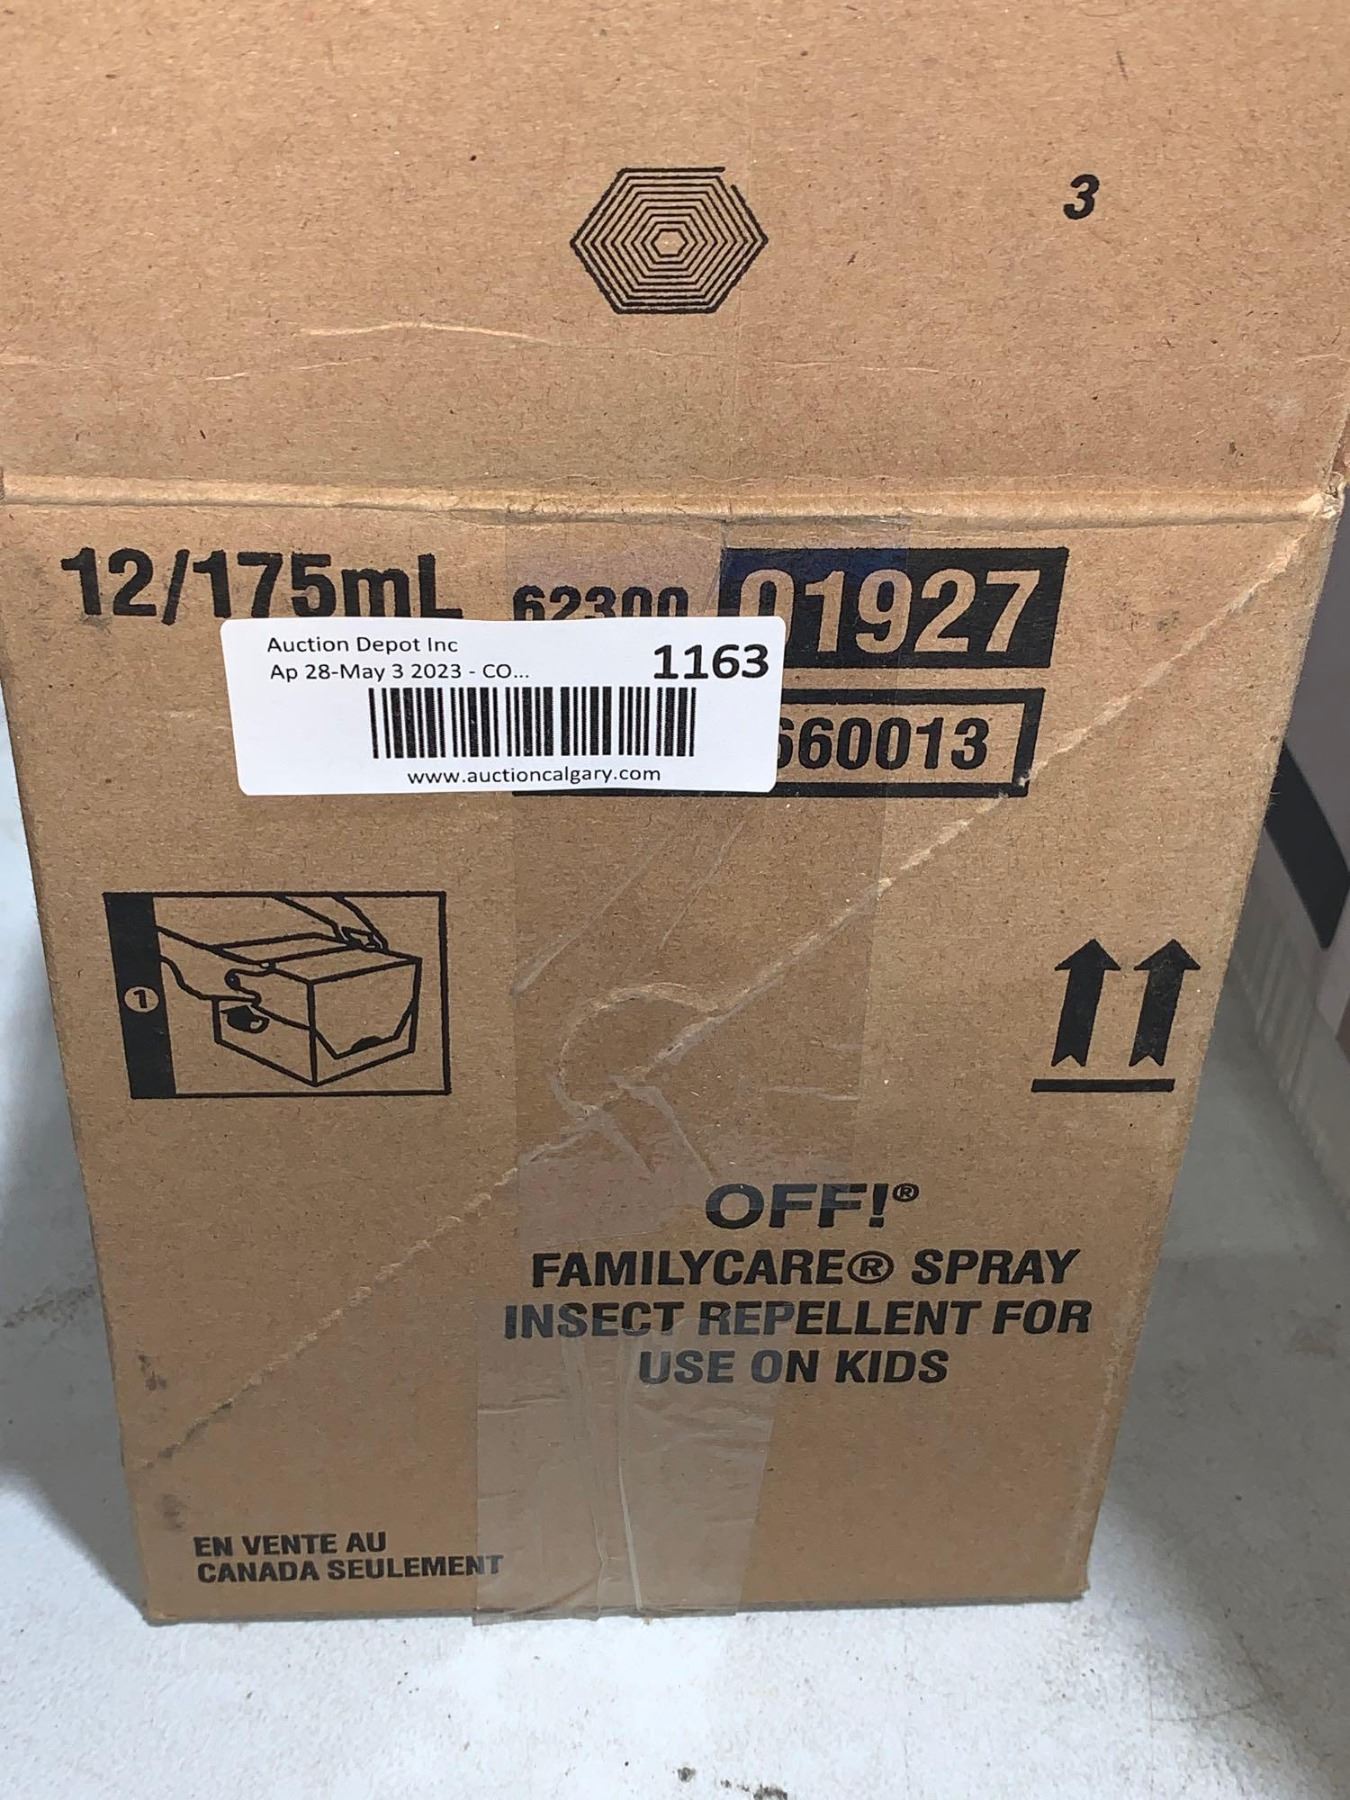 3
12/175mL
62300 01927
Auction Depot Inc
Ap 28-May 3 2023 - CO...
1163
www.auctioncalgary.com
660013
1
OFF!®
FAMILYCARE® SPRAY
INSECT REPELLENT FOR
USE ON KIDS
EN VENTE AU
CANADA SEULEMENT